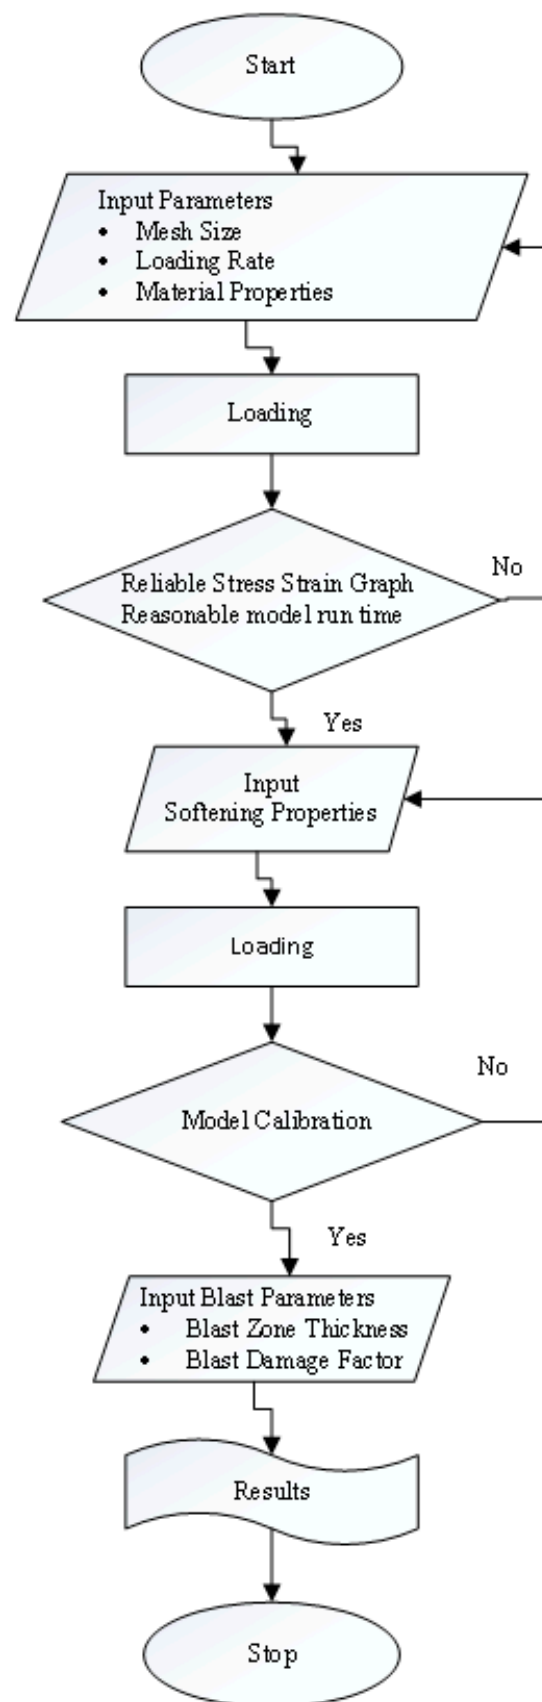 Start
Input Parameters
• Mesh Size
• Loading Rate
• Material Properties
Loading
No
Reliable Stress Strain Graph
Reasonable model run time
Yes
Input
Softening Properties
Loading
No
Model Calibration
Yes
Input Blast Parameters
• Blast Zone Thickness
• Blast Damage Factor
Results
Stop